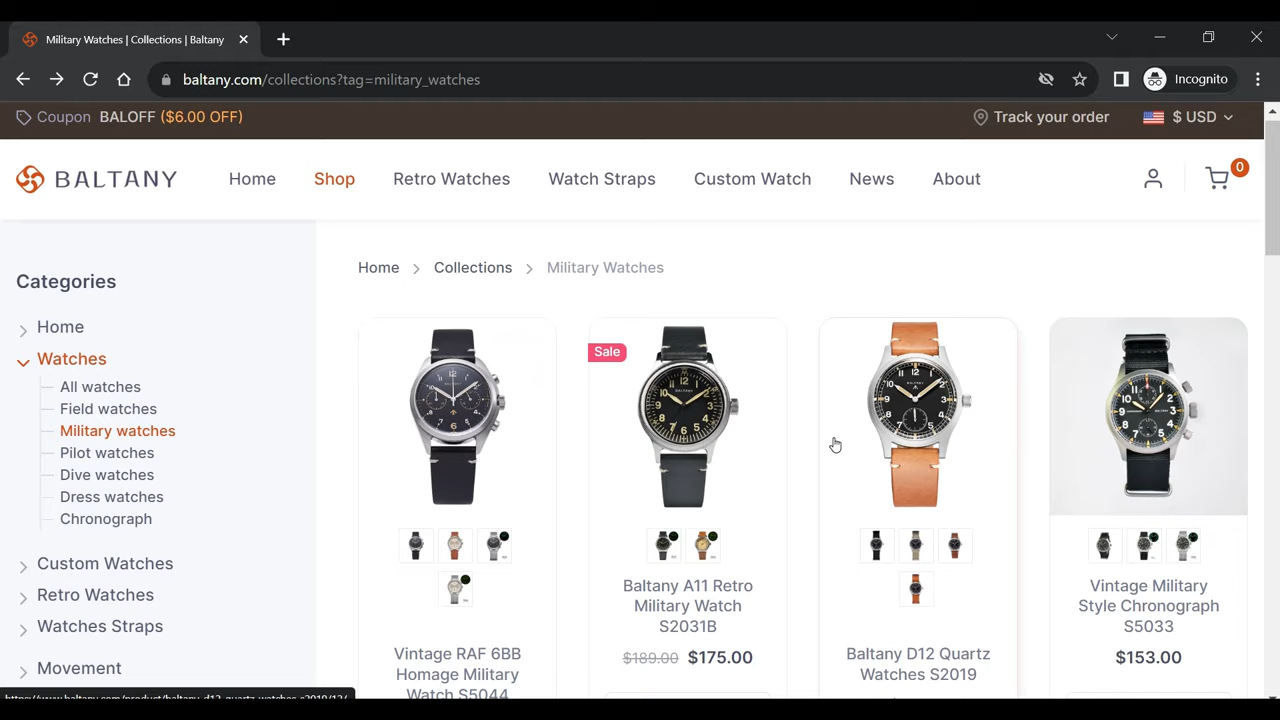 Military Watches | Collections | Baltany
baltany.com/collections?tag=military_watches
Incognito
Coupon BALOFF ($6.00 OFF)
Track your order
$ USD
BALTANY
Home
Shop
Retro Watches
Watch Straps
Custom Watch
News
About
0
Categories
Home
Watches
All watches
Field watches
Military watches
Pilot watches
Dive watches
Dress watches
Chronograph
Custom Watches
Retro Watches
Watches Straps
Movement
Home > Collections > Military Watches
Sale
Vintage RAF 6BB
Homage Military
Watch S5044
Baltany A11 Retro
Military Watch
S2031B
$189.00 $175.00
Baltany D12 Quartz
Watches S2019
Vintage Military
Style Chronograph
S5033
$153.00